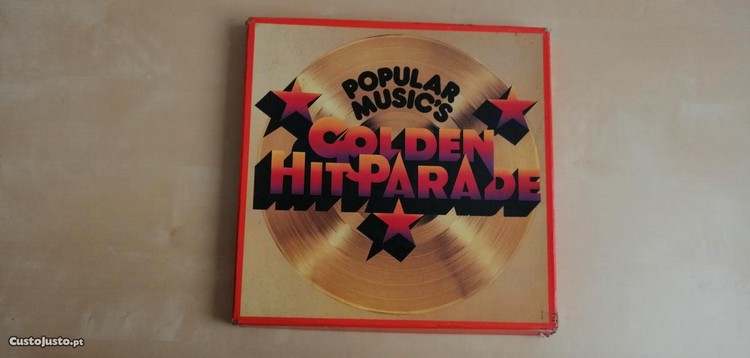 POPULAR
MUSIC'S
GOLDEN
HIT PARADE
CustoJusto.pt